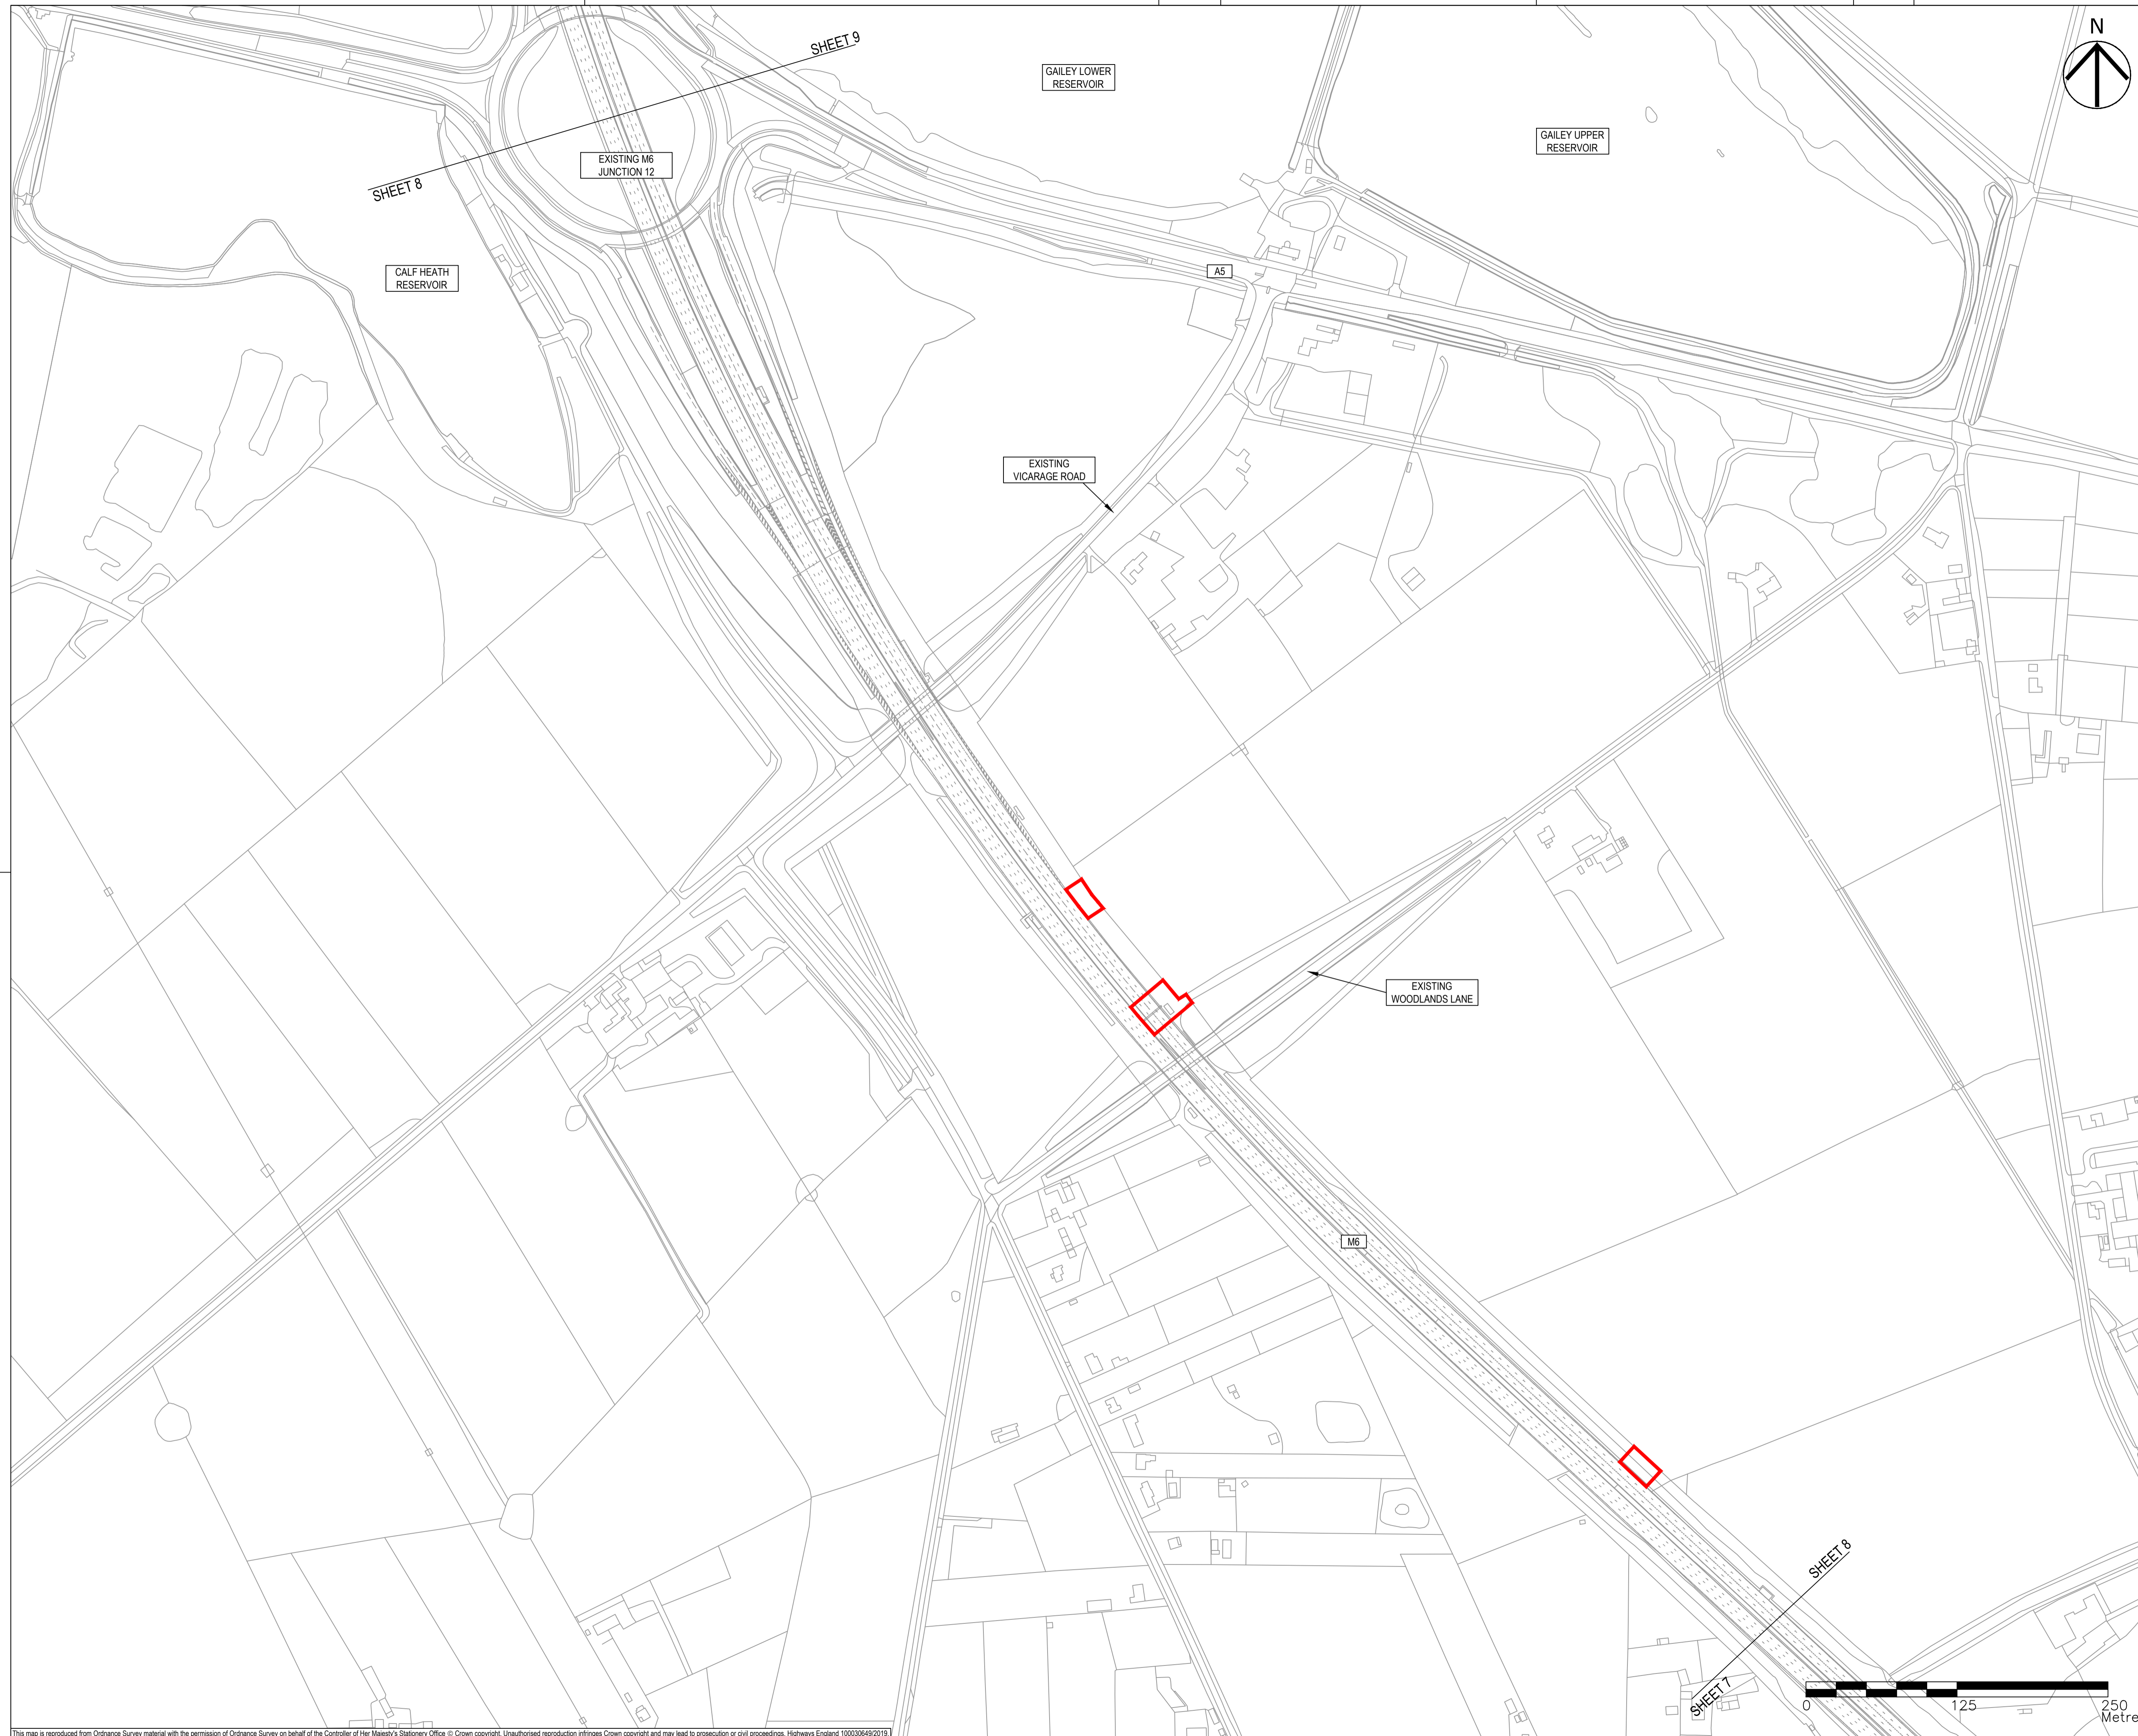 N
SHEET 9
SHEET 8
GAILEY LOWER
RESERVOIR
GAILEY UPPER
RESERVOIR
EXISTING M6
JUNCTION 12
CALF HEATH
RESERVOIR
A5
EXISTING
VICARAGE ROAD
EXISTING
WOODLANDS LANE
M6
SHEET 8
SHEET 7
0 125 250
Metre
This map is reproduced from Ordnance Survey material with the permission of Ordnance Survey on behalf of the Controller of Her Majesty's Stationery Office © Crown copyright. Unauthorised reproduction infringes Crown copyright and may lead to prosecution or civil proceedings. Highways England 100030649/2019.